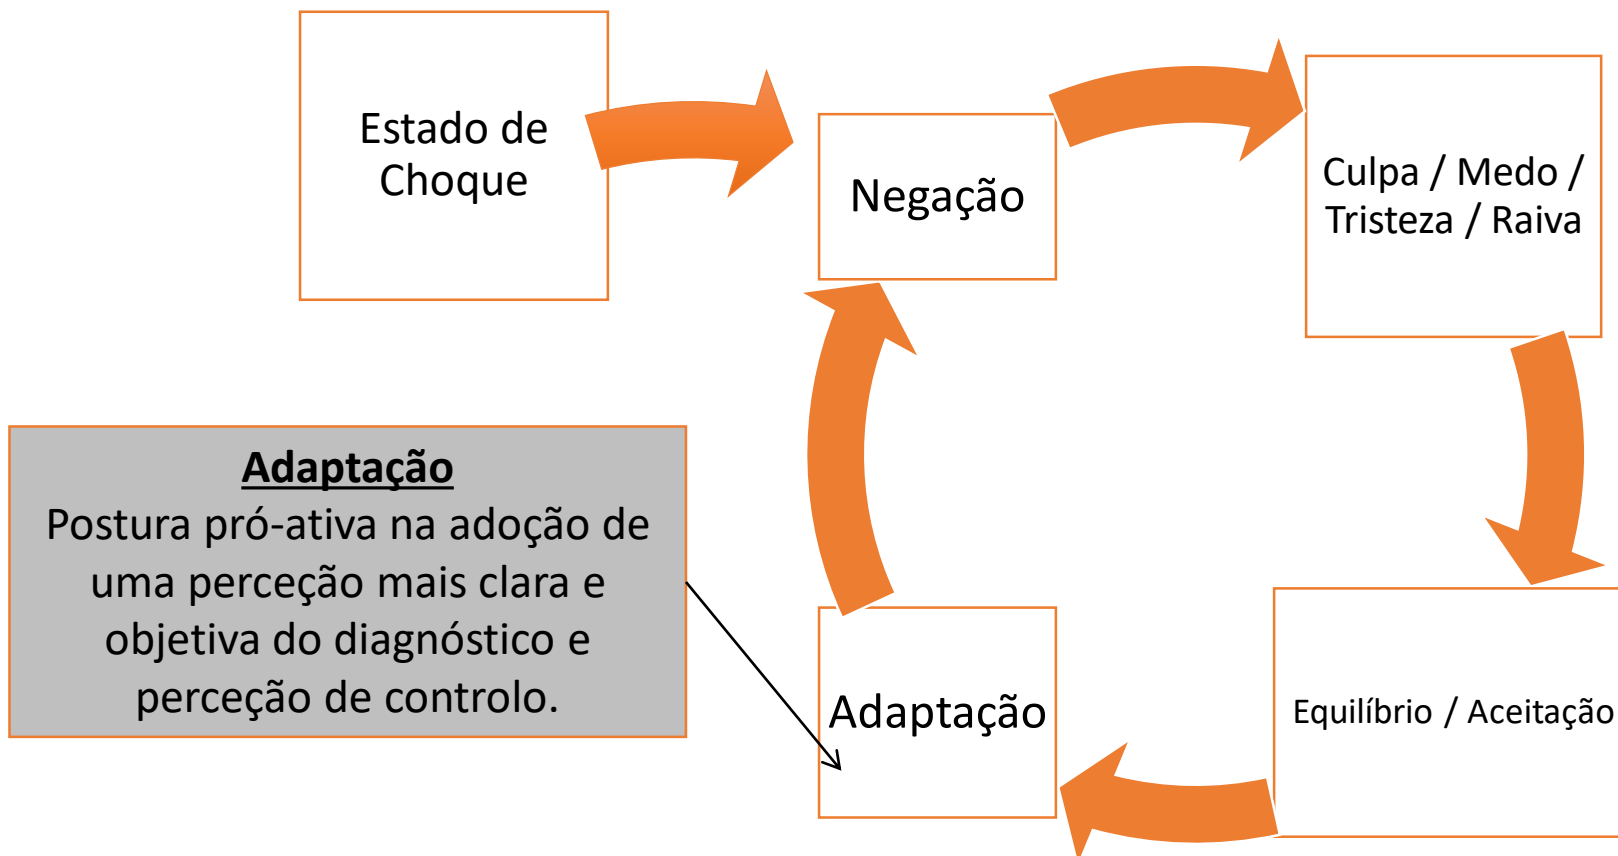 Estado de
Choque
Negação
Culpa / Medo /
Tristeza / Raiva
Adaptação
Postura pró-ativa na adoção de
uma perceção mais clara e
objetiva do diagnóstico e
perceção de controlo.
Adaptação
Equilíbrio / Aceitação